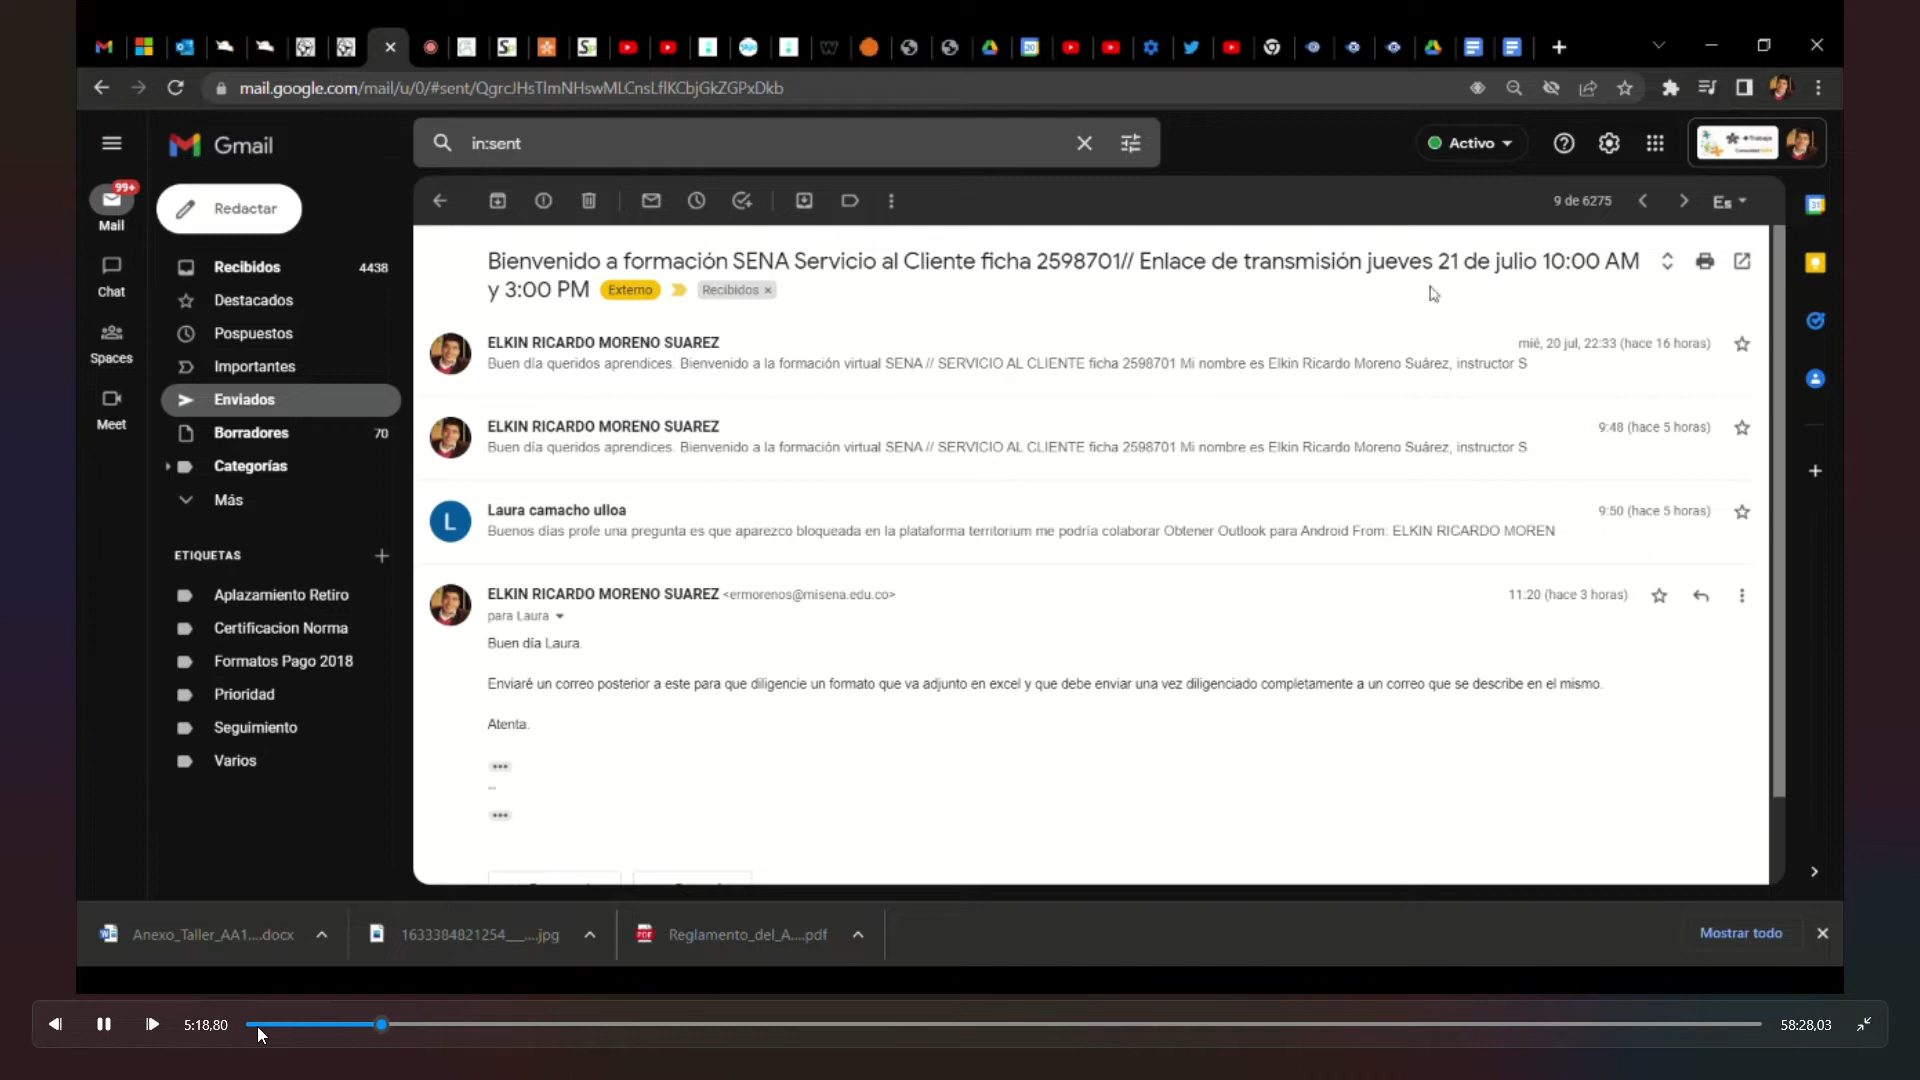 mail.google.com/mail/u/0/#sent/QgrcJHsTlmNHswMLCnsLflKCbjGkZGPxDkb
Gmail
in:sent
Activo
99+
Mail
Chat
Spaces
Meet
Redactar
Recibidos 4438
Destacados
Pospuestos
Importantes
Enviados
Borradores 70
Categorías
Más
ETIQUETAS
Aplazamiento Retiro
Certificacion Norma
Formatos Pago 2018
Prioridad
Seguimiento
Varios
9 de 6275
Es
Bienvenido a formación SENA Servicio al Cliente ficha 2598701// Enlace de transmisión jueves 21 de julio 10:00 AM
y 3:00 PM Externo Recibidos ×
ELKIN RICARDO MORENO SUAREZ mié, 20 jul, 22:33 (hace 16 horas)
Buen día queridos aprendices. Bienvenido a la formación virtual SENA // SERVICIO AL CLIENTE ficha 2598701 Mi nombre es Elkin Ricardo Moreno Suárez, instructor S
ELKIN RICARDO MORENO SUAREZ 9:48 (hace 5 horas)
Buen día queridos aprendices. Bienvenido a la formación virtual SENA // SERVICIO AL CLIENTE ficha 2598701 Mi nombre es Elkin Ricardo Moreno Suárez, instructor S
L
Laura camacho ulloa 9:50 (hace 5 horas)
Buenos días profe una pregunta es que aparezco bloqueada en la plataforma territorium me podría colaborar Obtener Outlook para Android From: ELKIN RICARDO MOREN
ELKIN RICARDO MORENO SUAREZ <ermorenos@misena.edu.co> 11:20 (hace 3 horas)
para Laura
Buen día Laura.
Enviaré un correo posterior a este para que diligencie un formato que va adjunto en excel y que debe enviar una vez diligenciado completamente a un correo que se describe en el mismo.
Atenta.
--
Anexo_Taller_AA1....docx
1633384821254___....jpg
Reglamento_del_A....pdf
Mostrar todo
5:18,80
58:28,03